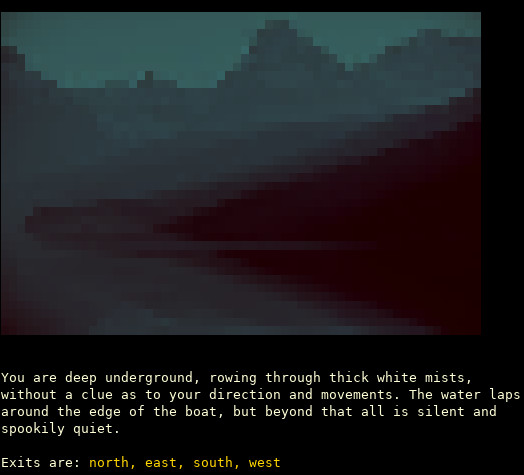 You are deep underground, rowing through thick white mists,
without a clue as to your direction and movements. The water laps
around the edge of the boat, but beyond that all is silent and
spookily quiet.
Exits are: north, east, south, west